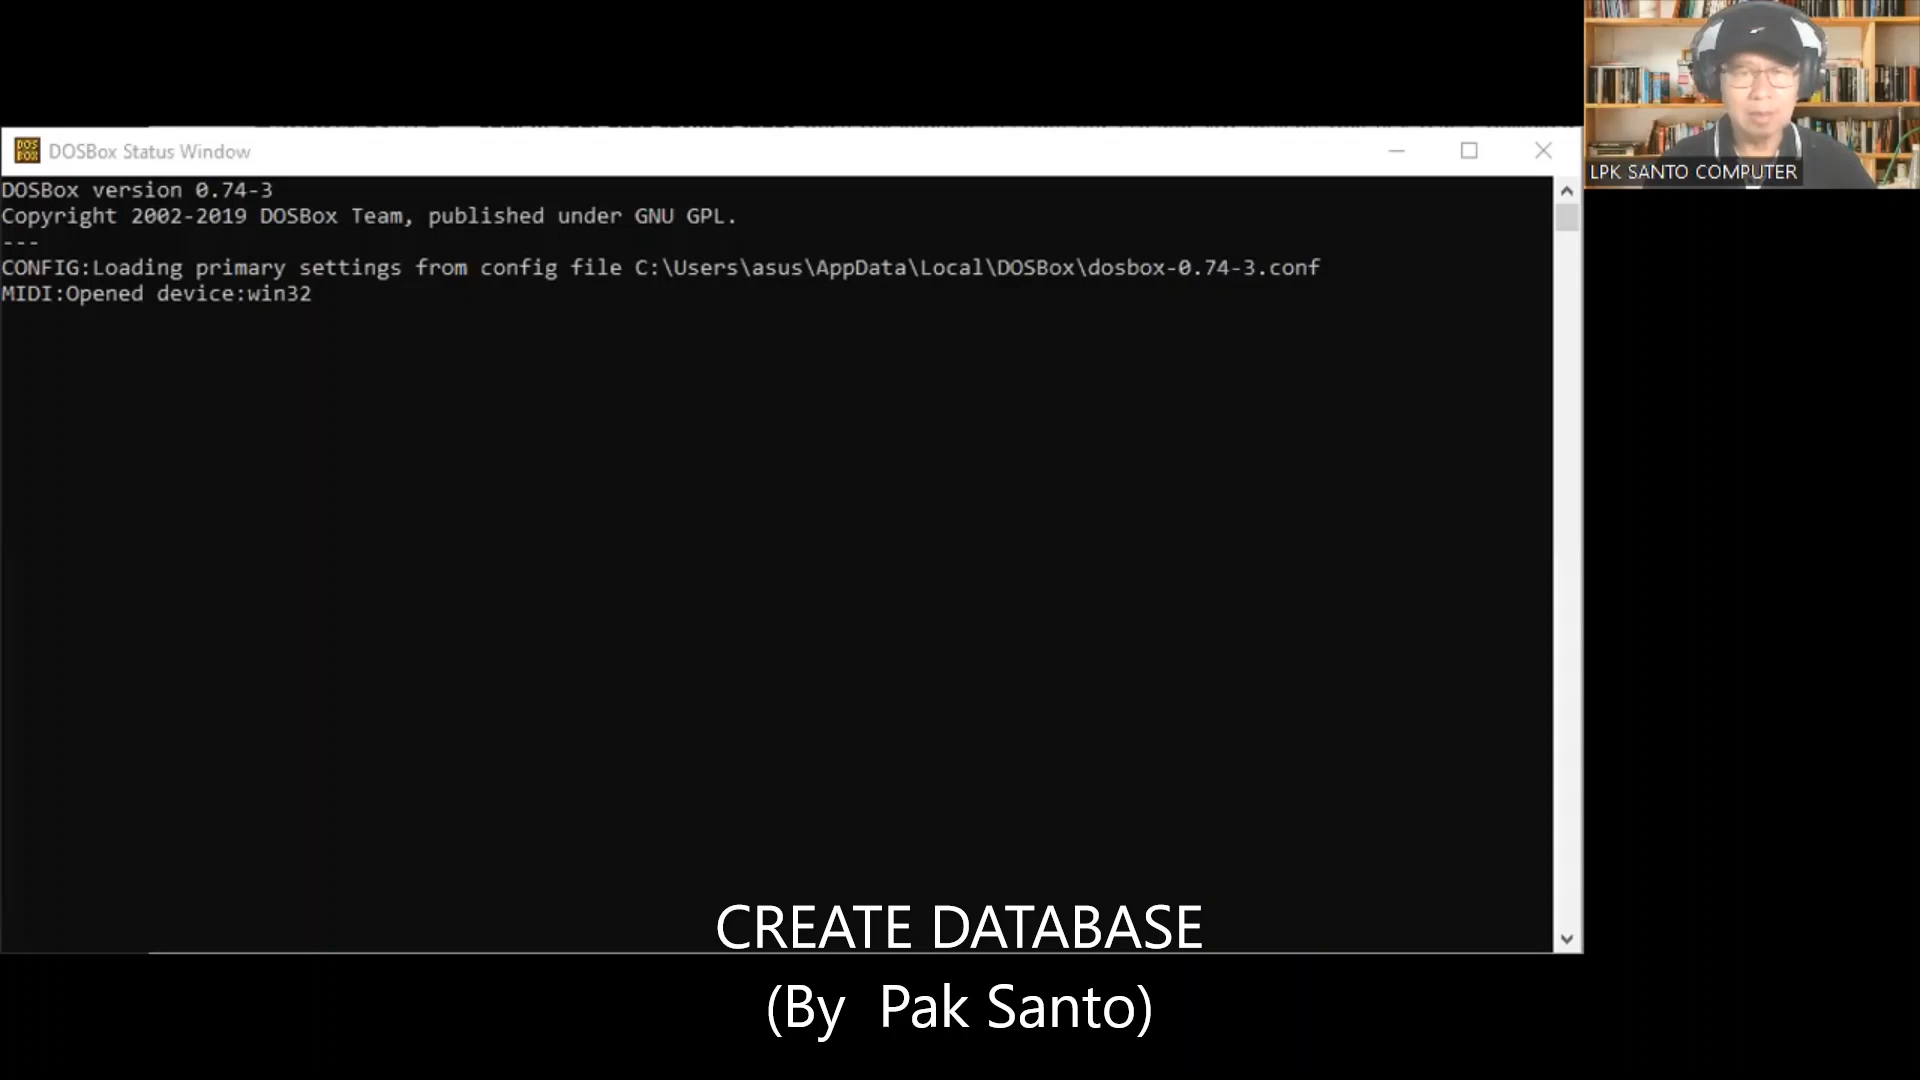 LPK SANTO COMPUTER
DOSBox Status Window
DOSBox version 0.74-3
Copyright 2002-2019 DOSBox Team, published under GNU GPL.
---
CONFIG:Loading primary settings from config file C:\Users\asus\AppData\Local\DOSBox\dosbox-0.74-3.conf
MIDI:Opened device:win32
CREATE DATABASE
(By Pak Santo)